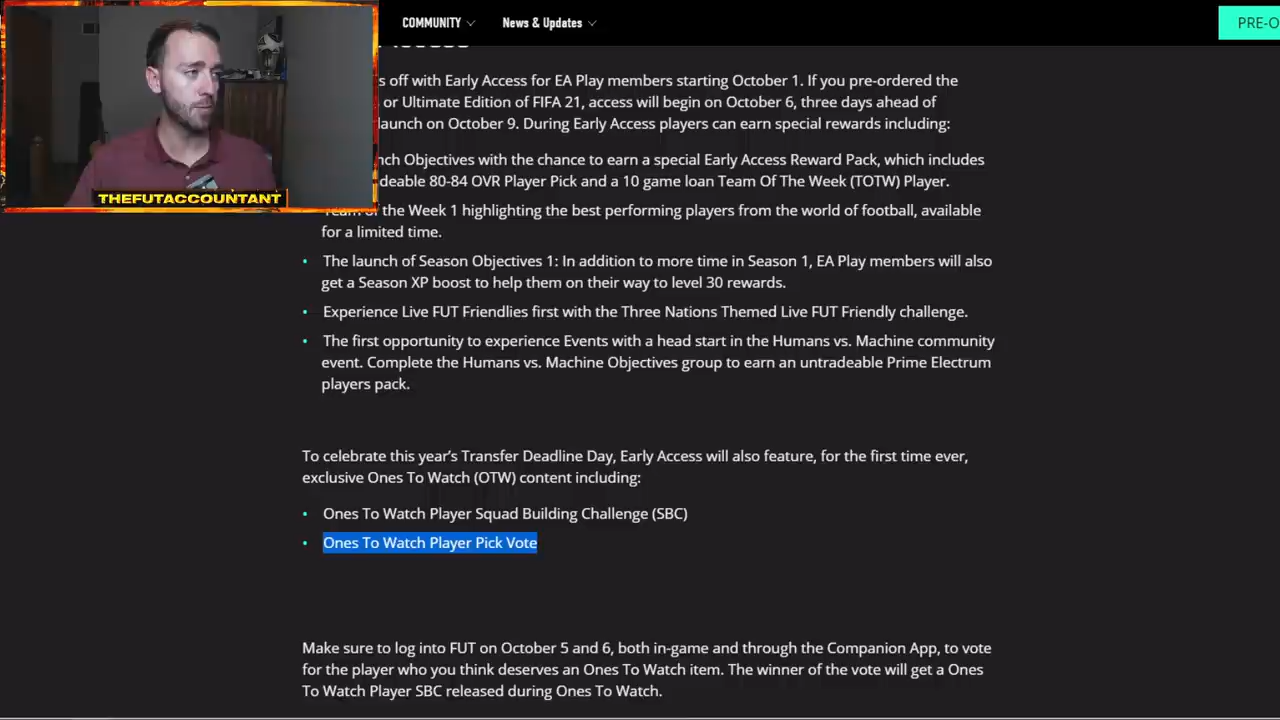 COMMUNITY
News & Updates
PRE-O
s off with Early Access for EA Play members starting October 1. If you pre-ordered the
or Ultimate Edition of FIFA 21, access will begin on October 6, three days ahead of
launch on October 9. During Early Access players can earn special rewards including:
nch Objectives with the chance to earn a special Early Access Reward Pack, which includes
deable 80-84 OVR Player Pick and a 10 game loan Team Of The Week (TOTW) Player.
THEFUTACCOUNTANT
Team of the Week 1 highlighting the best performing players from the world of football, available
for a limited time.
• The launch of Season Objectives 1: In addition to more time in Season 1, EA Play members will also
get a Season XP boost to help them on their way to level 30 rewards.
• Experience Live FUT Friendlies first with the Three Nations Themed Live FUT Friendly challenge.
• The first opportunity to experience Events with a head start in the Humans vs. Machine community
event. Complete the Humans vs. Machine Objectives group to earn an untradeable Prime Electrum
players pack.
To celebrate this year’s Transfer Deadline Day, Early Access will also feature, for the first time ever,
exclusive Ones To Watch (OTW) content including:
• Ones To Watch Player Squad Building Challenge (SBC)
• Ones To Watch Player Pick Vote
Make sure to log into FUT on October 5 and 6, both in-game and through the Companion App, to vote
for the player who you think deserves an Ones To Watch item. The winner of the vote will get a Ones
To Watch Player SBC released during Ones To Watch.